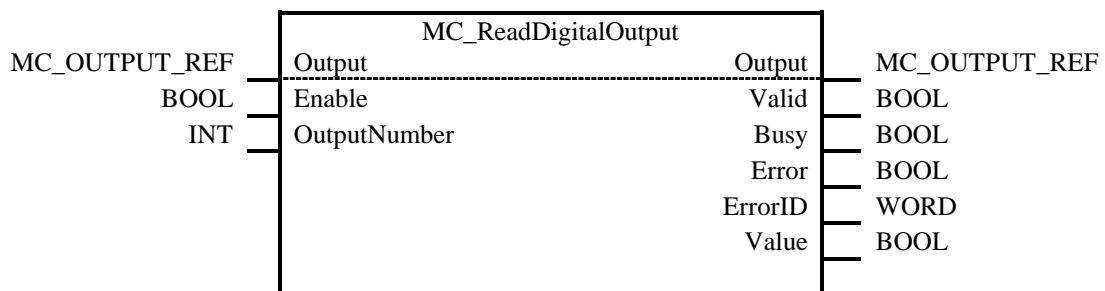 MC_ReadDigitalOutput
MC_OUTPUT_REF Output Output MC_OUTPUT_REF
BOOL Enable Valid BOOL
INT OutputNumber Busy BOOL
Error BOOL
ErrorID WORD
Value BOOL